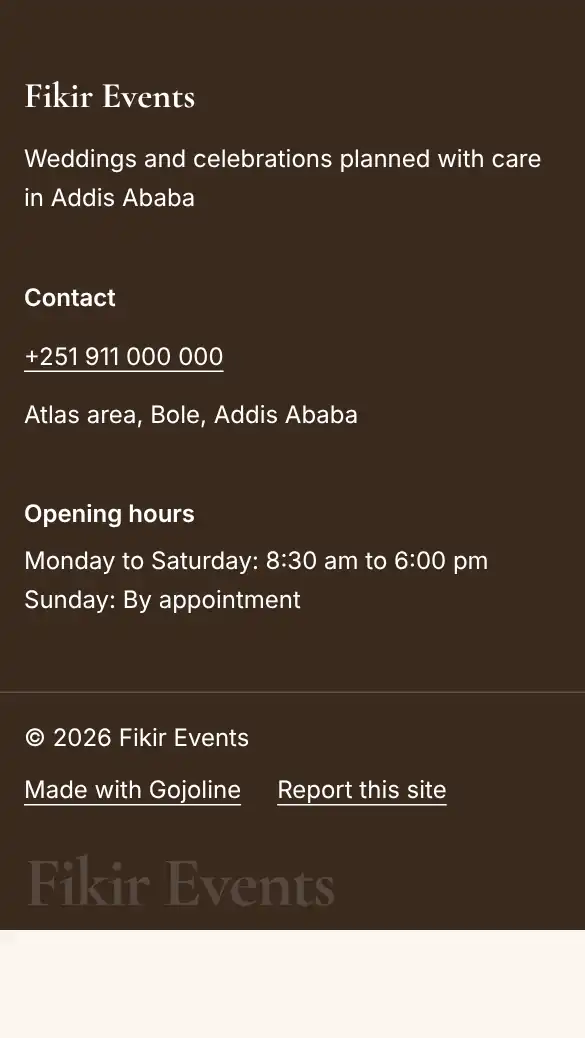 Fikir Events
Weddings and celebrations planned with care
in Addis Ababa
Contact
+251 911 000 000
Atlas area, Bole, Addis Ababa
Opening hours
Monday to Saturday: 8:30 am to 6:00 pm
Sunday: By appointment
© 2026 Fikir Events
Made with Gojoline Report this site
Fikir Events